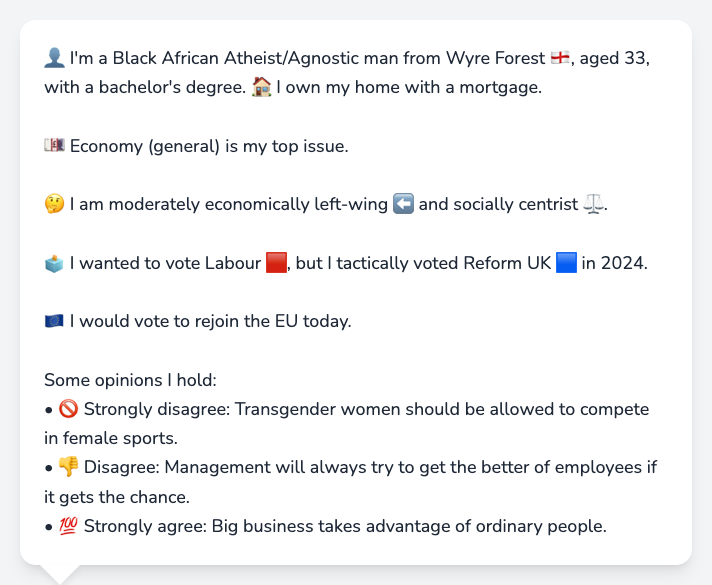 👤 I'm a Black African Atheist/Agnostic man from Wyre Forest 🏴󠁧󠁢󠁥󠁮󠁧󠁿, aged 33,
with a bachelor's degree. 🏠 I own my home with a mortgage.
💷 Economy (general) is my top issue.
🤔 I am moderately economically left-wing ⬅️ and socially centrist ⚖️.
🗳️ I wanted to vote Labour 🟥, but I tactically voted Reform UK 🟦 in 2024.
🇪🇺 I would vote to rejoin the EU today.
Some opinions I hold:
• 🚫 Strongly disagree: Transgender women should be allowed to compete
in female sports.
• 👎 Disagree: Management will always try to get the better of employees if
it gets the chance.
• 💯 Strongly agree: Big business takes advantage of ordinary people.